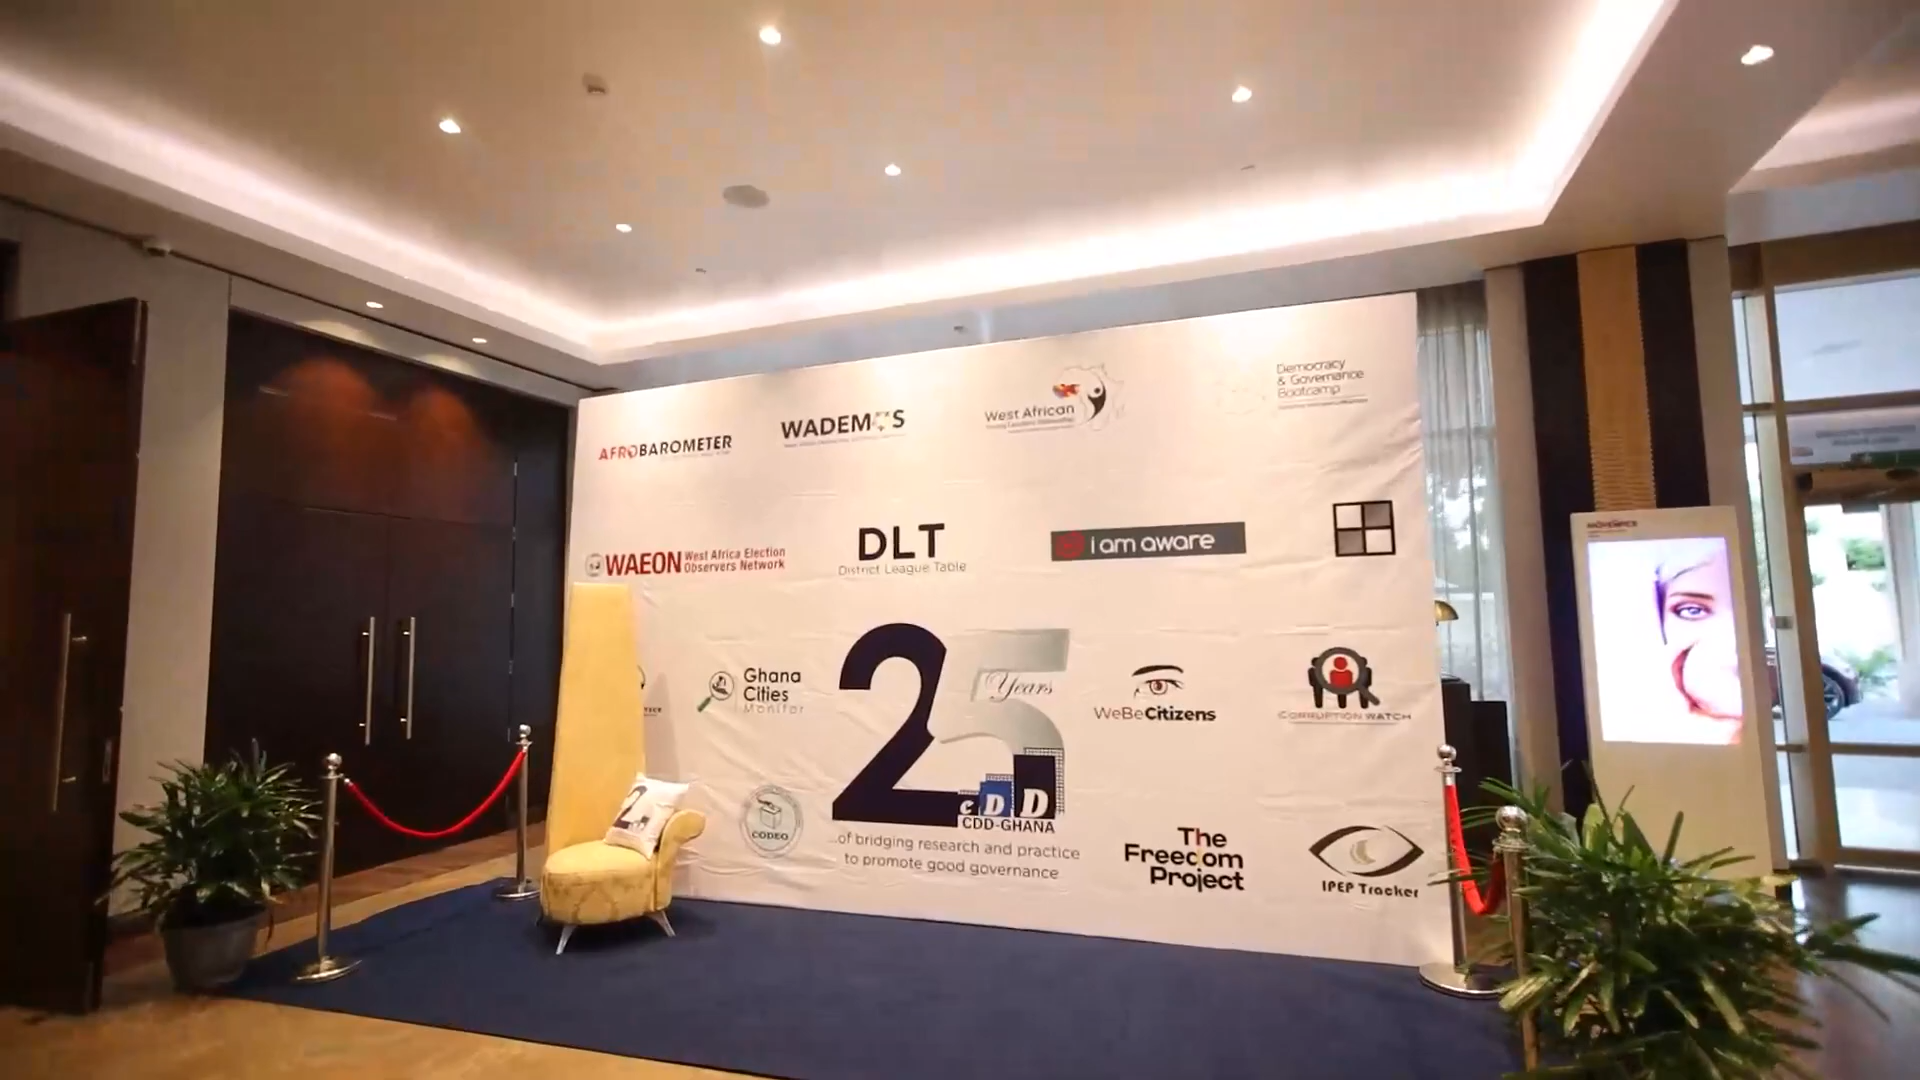 AFROBAROMETER
WADEMOS
West African
Democracy
& Governance
Bootcamp
WAEON West Africa Election
Observers Network
DLT
District League Table
i am aware
MÖVENPICK
Ghana
Cities
Monitor
25
Years
CDD
CDD-GHANA
...of bridging research and practice
to promote good governance
WeBeCitizens
CORRUPTION WATCH
CODEO
The
Freedom
Project
IPEP Tracker
2